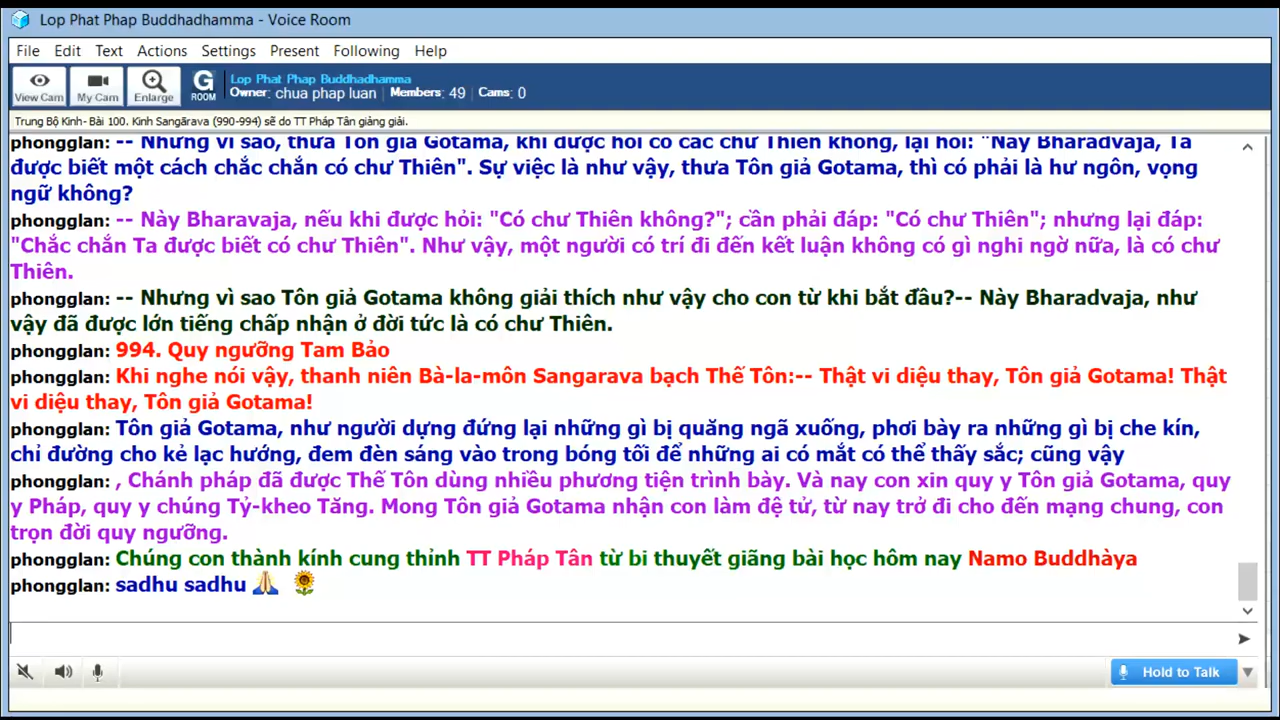 Lop Phat Phap Buddhadhamma - Voice Room
File Edit Text Actions Settings Present Following Help
View Cam My Cam Enlarge G ROOM
Lop Phat Phap Buddhadhamma
Owner: chua phap luan | Members: 49 | Cams: 0
Trung Bộ Kinh- Bài 100. Kinh Sangārava (990-994) sẽ do TT Pháp Tân giảng giải.
phongglan: -- Nhưng vì sao, thưa Tôn giả Gotama, khi được hỏi có các chư Thiên không, lại hỏi: "Này Bharadvaja, Ta
được biết một cách chắc chắn có chư Thiên". Sự việc là như vậy, thưa Tôn giả Gotama, thì có phải là hư ngôn, vọng
ngữ không?
phongglan: -- Này Bharavaja, nếu khi được hỏi: "Có chư Thiên không?"; cần phải đáp: "Có chư Thiên"; nhưng lại đáp:
"Chắc chắn Ta được biết có chư Thiên". Như vậy, một người có trí đi đến kết luận không có gì nghi ngờ nữa, là có chư
Thiên.
phongglan: -- Nhưng vì sao Tôn giả Gotama không giải thích như vậy cho con từ khi bắt đầu?-- Này Bharadvaja, như
vậy đã được lớn tiếng chấp nhận ở đời tức là có chư Thiên.
phongglan: 994. Quy ngưỡng Tam Bảo
phongglan: Khi nghe nói vậy, thanh niên Bà-la-môn Sangarava bạch Thế Tôn:-- Thật vi diệu thay, Tôn giả Gotama! Thật
vi diệu thay, Tôn giả Gotama!
phongglan: Tôn giả Gotama, như người dựng đứng lại những gì bị quăng ngã xuống, phơi bày ra những gì bị che kín,
chỉ đường cho kẻ lạc hướng, đem đèn sáng vào trong bóng tối để những ai có mắt có thể thấy sắc; cũng vậy
phongglan: , Chánh pháp đã được Thế Tôn dùng nhiều phương tiện trình bày. Và nay con xin quy y Tôn giả Gotama, quy
y Pháp, quy y chúng Tỷ-kheo Tăng. Mong Tôn giả Gotama nhận con làm đệ tử, từ nay trở đi cho đến mạng chung, con
trọn đời quy ngưỡng.
phongglan: Chúng con thành kính cung thỉnh TT Pháp Tân từ bi thuyết giãng bài học hôm nay Namo Buddhàya
phongglan: sadhu sadhu 🙏 🌻
Hold to Talk